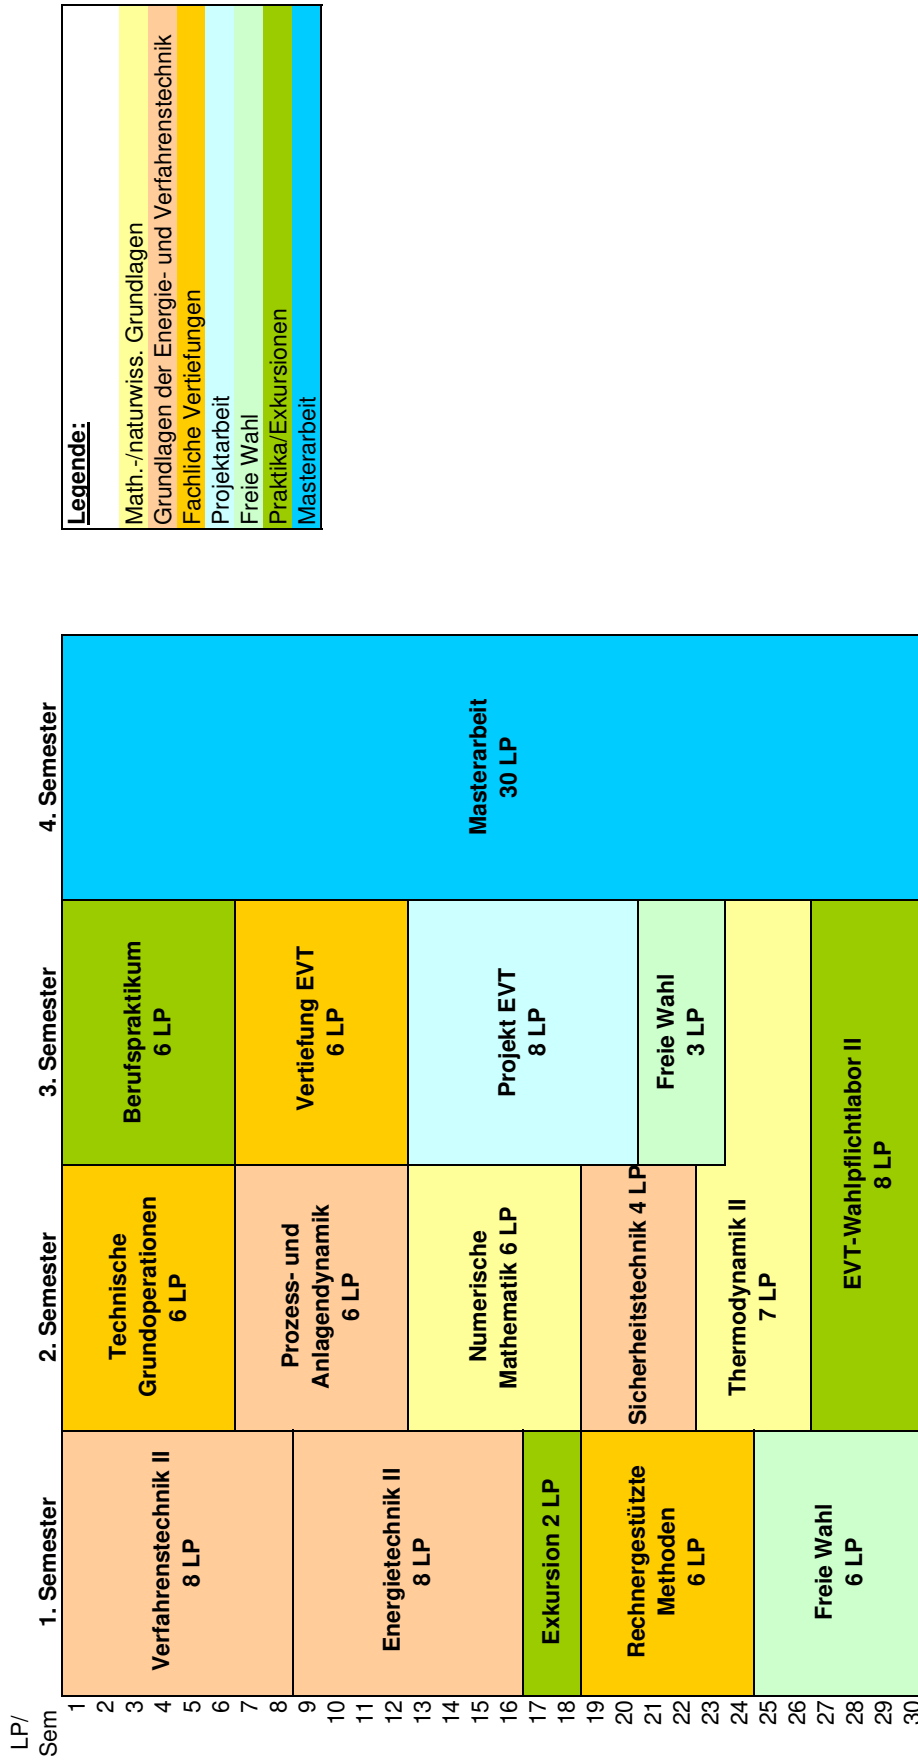 LP/
Sem
1. Semester
2. Semester
3. Semester
4. Semester
1
2
3
4
5
6
7
8
9
10
11
12
13
14
15
16
17
18
19
20
21
22
23
24
25
26
27
28
29
30
Verfahrenstechnik II
8 LP
Energietechnik II
8 LP
Exkursion 2 LP
Rechnergestützte
Methoden
6 LP
Freie Wahl
6 LP
Technische
Grundoperationen
6 LP
Prozess- und
Anlagendynamik
6 LP
Numerische
Mathematik 6 LP
Sicherheitstechnik 4 LP
Thermodynamik II
7 LP
EVT-Wahlpflichtlabor II
8 LP
Berufspraktikum
6 LP
Vertiefung EVT
6 LP
Projekt EVT
8 LP
Freie Wahl
3 LP
Masterarbeit
30 LP
Legende:
Math.-/naturwiss. Grundlagen
Grundlagen der Energie- und Verfahrenstechnik
Fachliche Vertiefungen
Projektarbeit
Freie Wahl
Praktika/Exkursionen
Masterarbeit